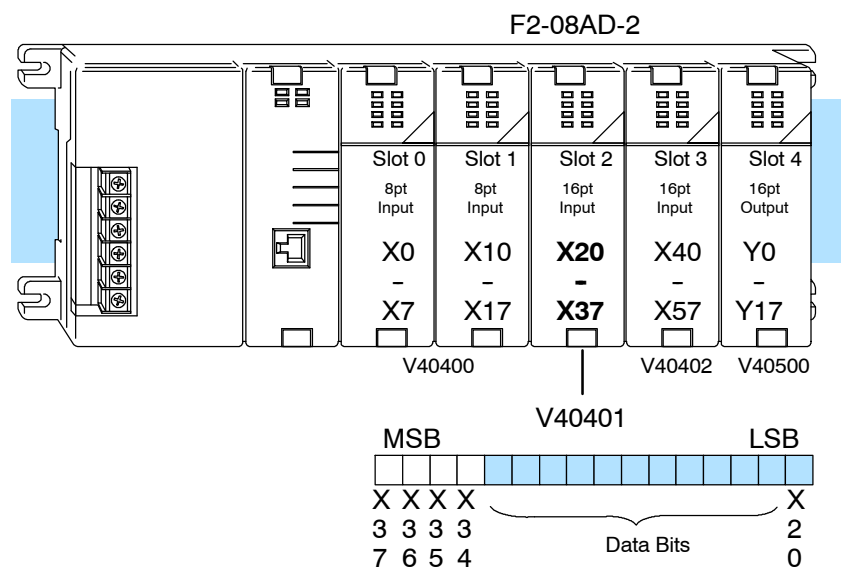 F2-08AD-2
Slot 0 Slot 1 Slot 2 Slot 3 Slot 4
8pt 8pt 16pt 16pt 16pt
Input Input Input Input Output
X0 X10 X20 X40 Y0
- - - - -
X7 X17 X37 X57 Y17
V40400 V40402 V40500
V40401
MSB LSB
X X X X X
3 3 3 3 2
7 6 5 4 0
Data Bits